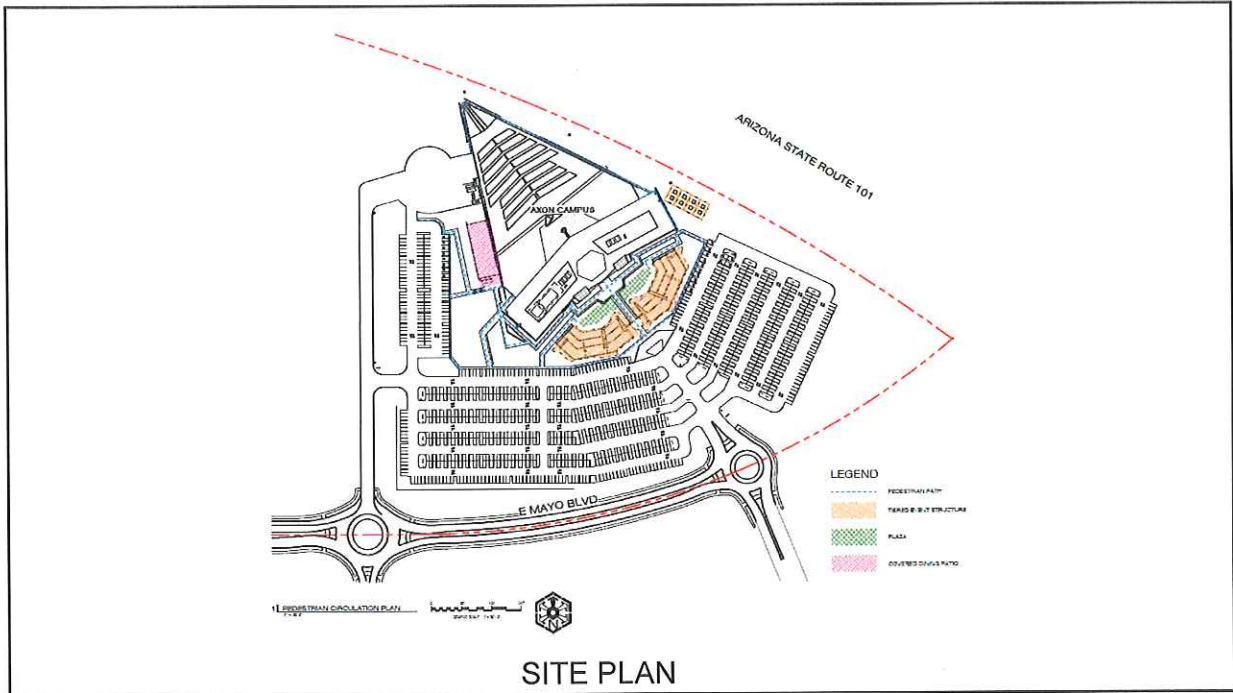 ARIZONA STATE ROUTE 101
AXON CAMPUS
E MAYO BLVD
LEGEND
PEDESTRIAN PATH
TIERED EVENT STRUCTURE
PLAZA
COVERED DINING PATIO
1 PEDESTRIAN CIRCULATION PLAN
N
SITE PLAN